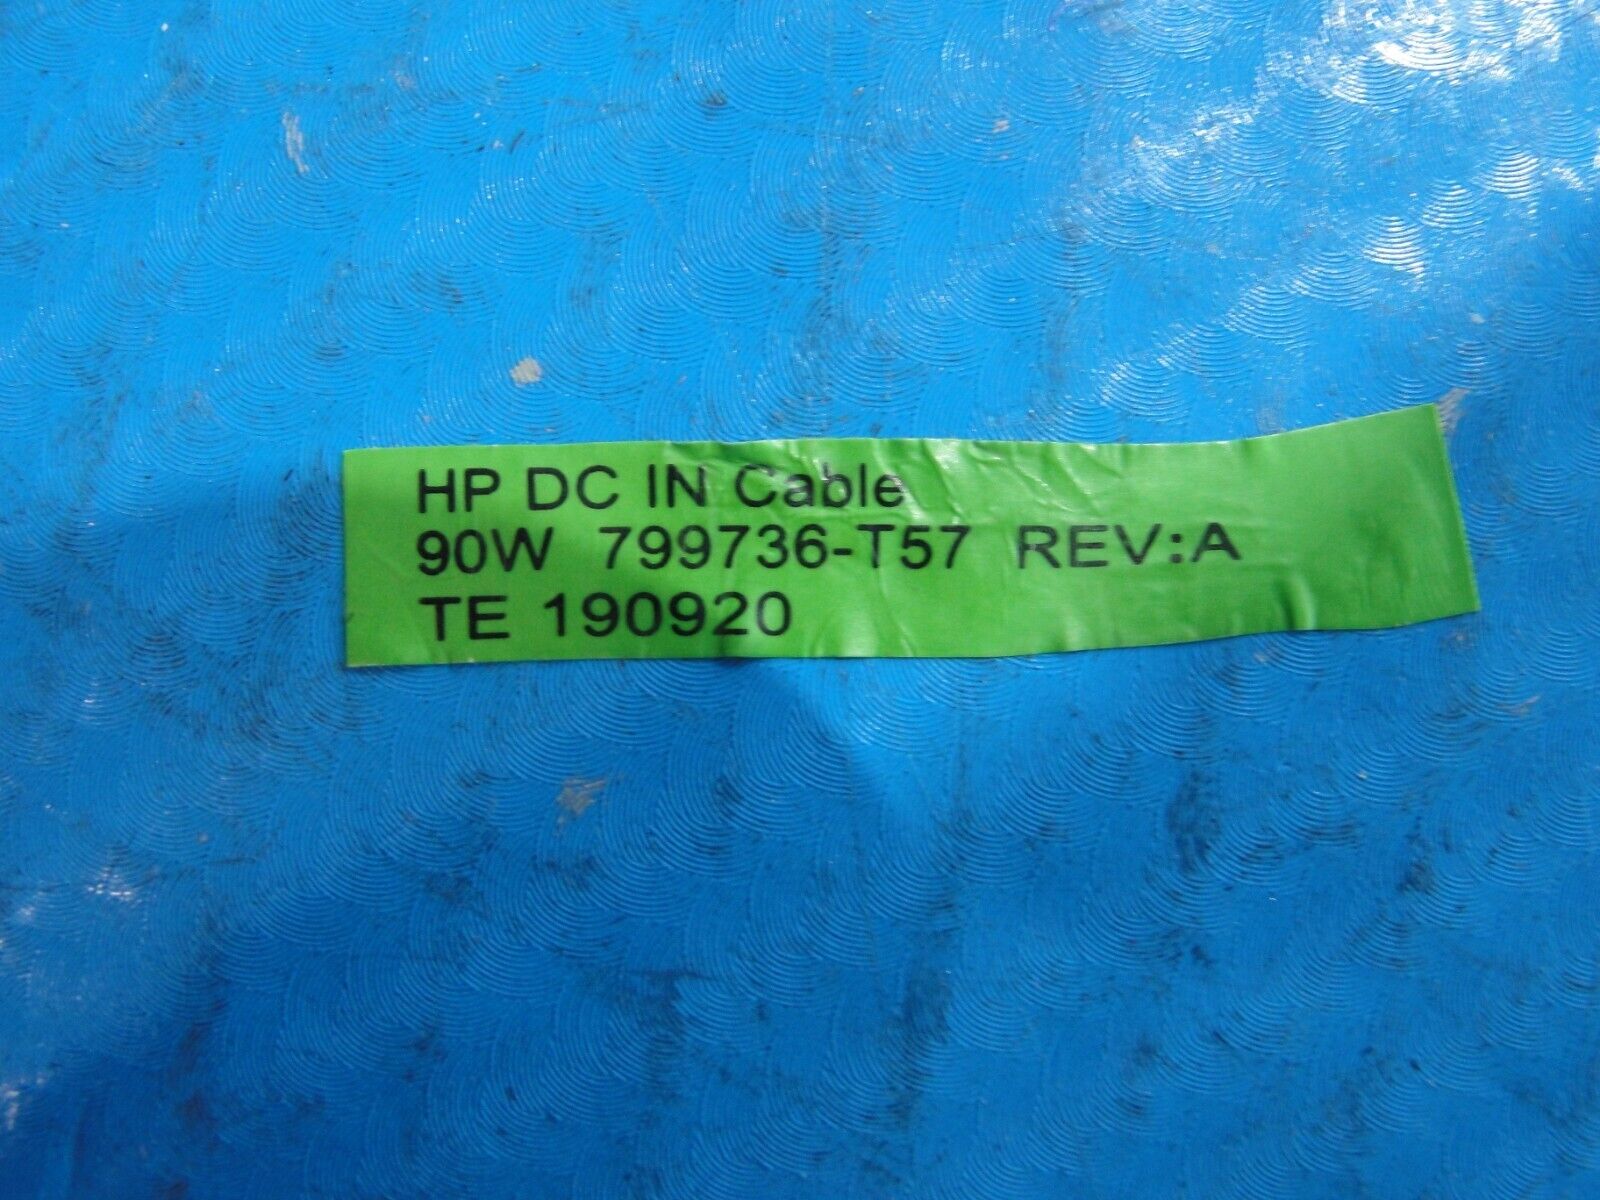 HP DC IN Cable
90W 799736-T57 REV:A
TE 190920